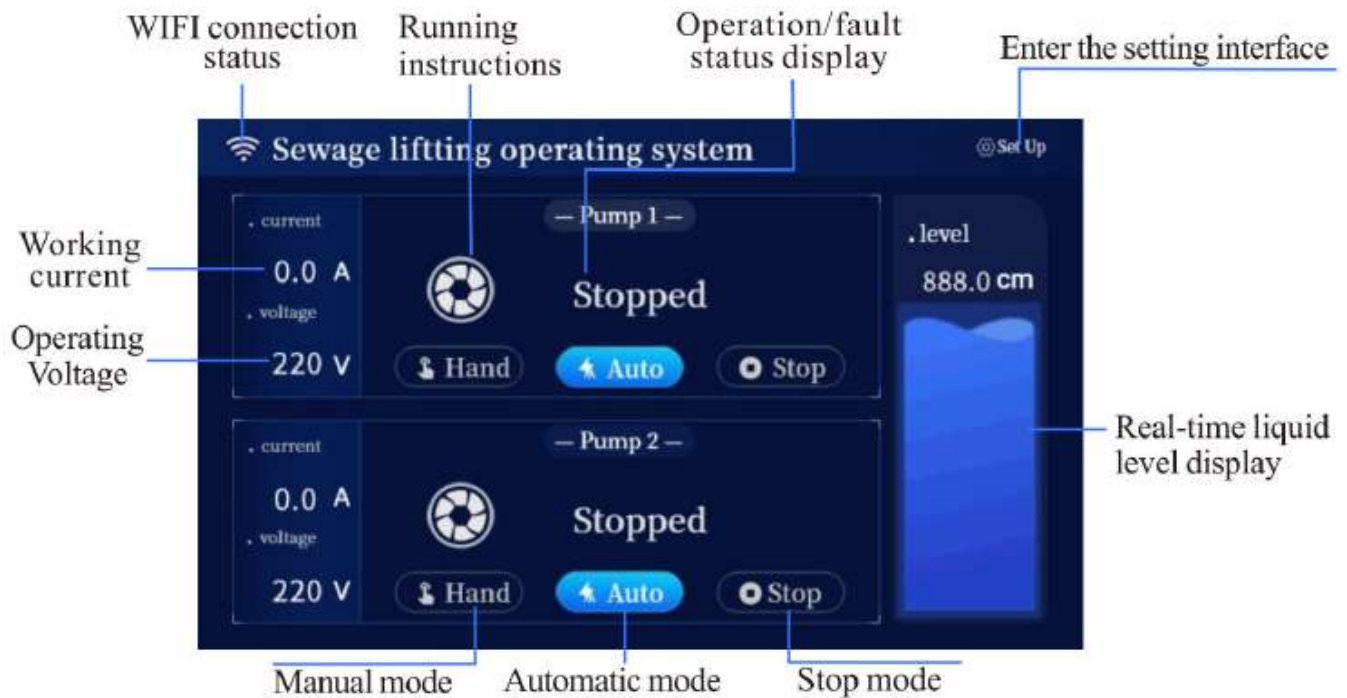 WIFI connection
status
Running
instructions
Operation/fault
status display
Enter the setting interface
Sewage liftting operating system
Set Up
. current
0.0 A
. voltage
220 V
Working
current
Operating
Voltage
— Pump 1 —
Stopped
Hand
Auto
Stop
. level
888.0 cm
. current
0.0 A
. voltage
220 V
— Pump 2 —
Stopped
Hand
Auto
Stop
Real-time liquid
level display
Manual mode
Automatic mode
Stop mode